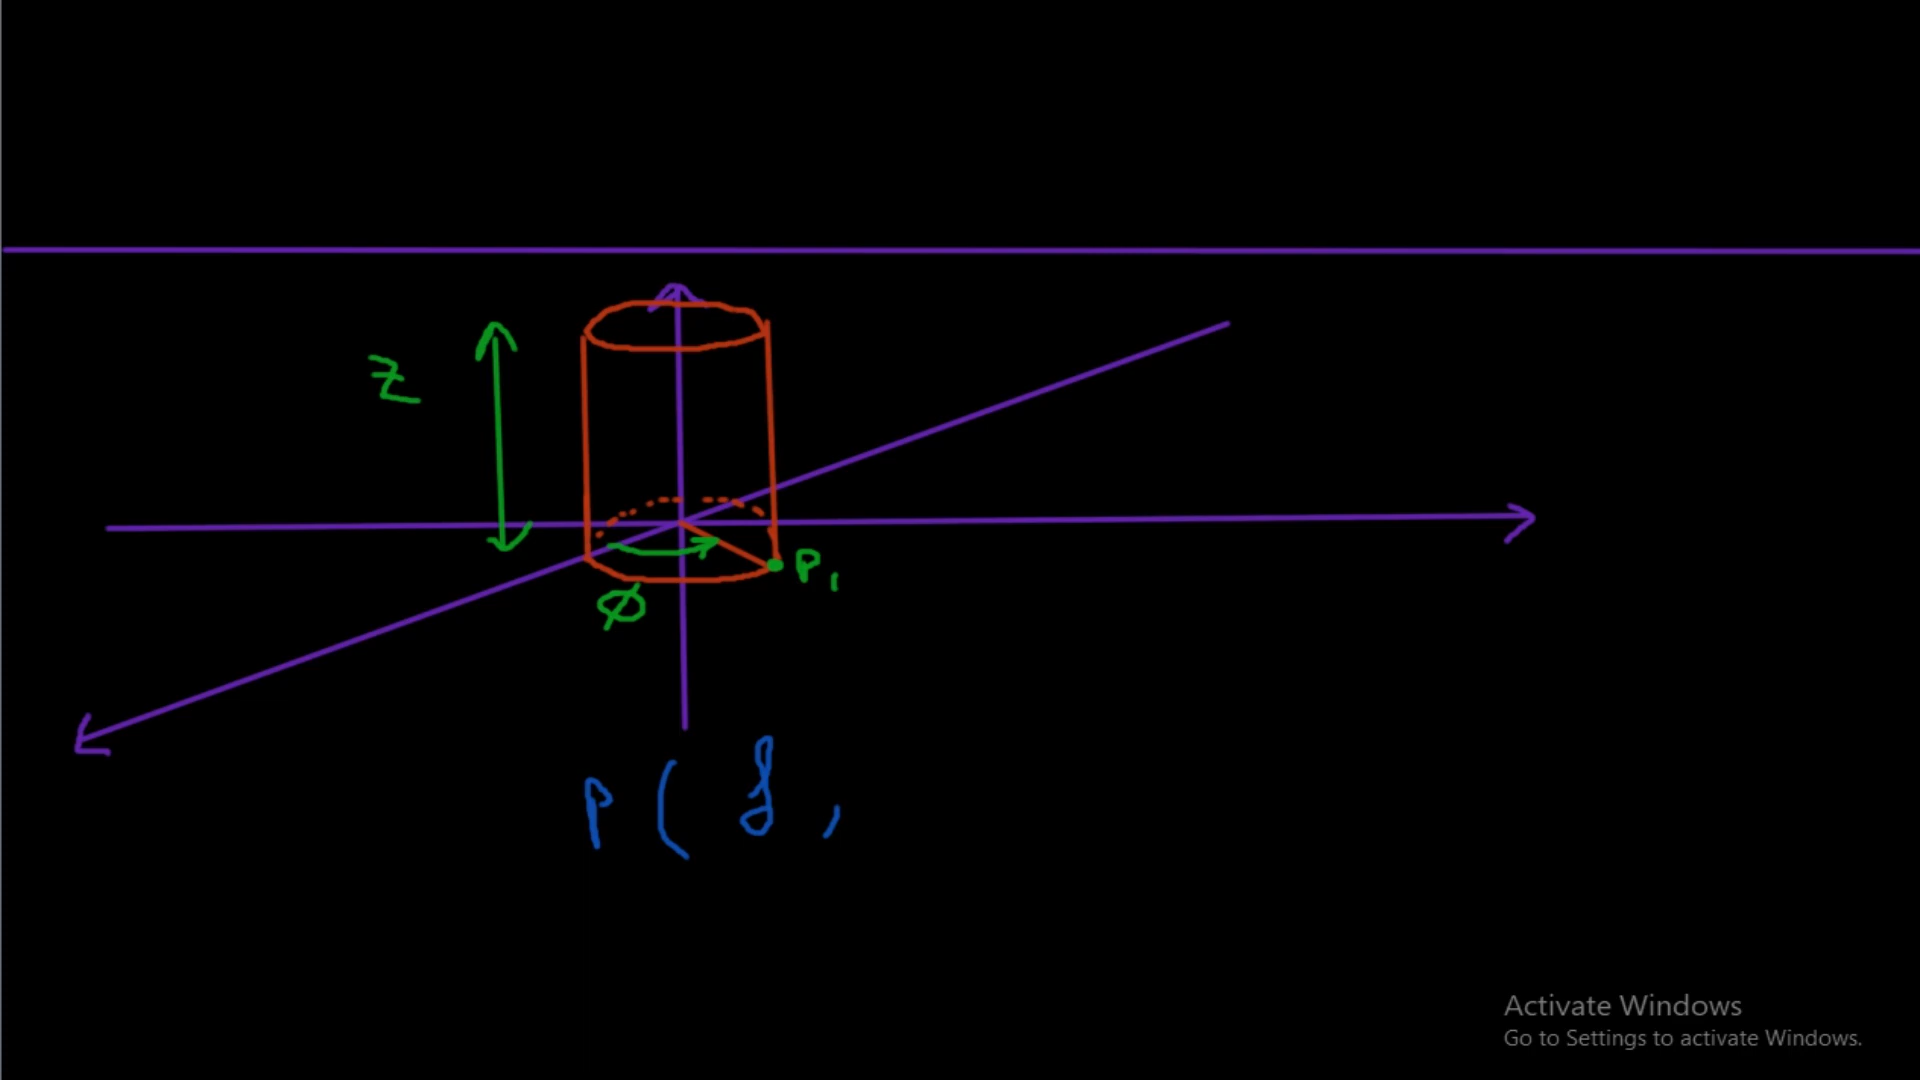 Z
P₁
φ
P ( ρ ,
Activate Windows
Go to Settings to activate Windows.